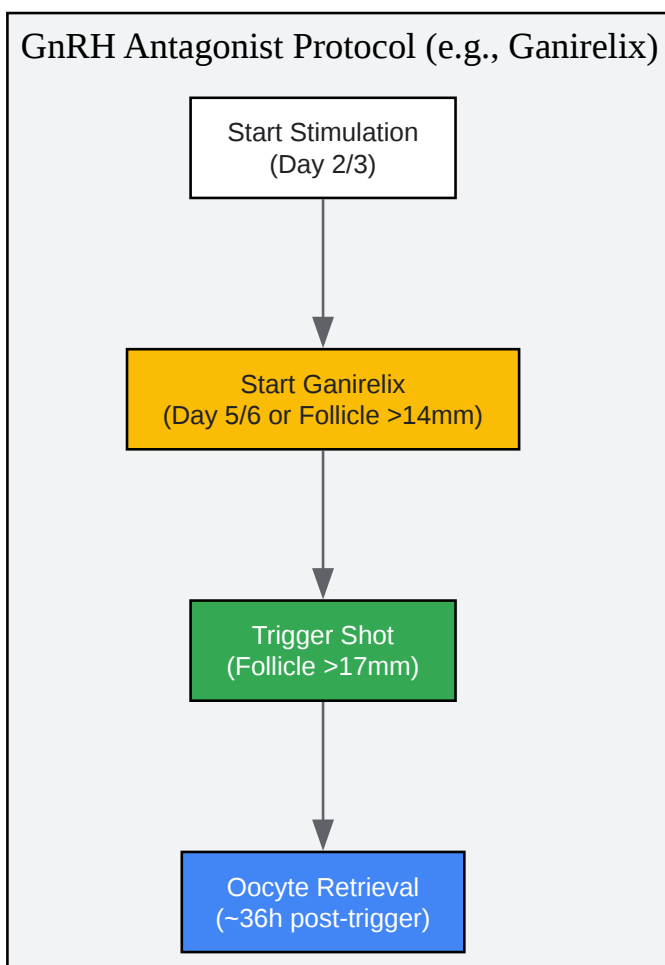 GnRH Antagonist Protocol (e.g., Ganirelix)
Start Stimulation
(Day 2/3)
Start Ganirelix
(Day 5/6 or Follicle >14mm)
Trigger Shot
(Follicle >17mm)
Oocyte Retrieval
(~36h post-trigger)